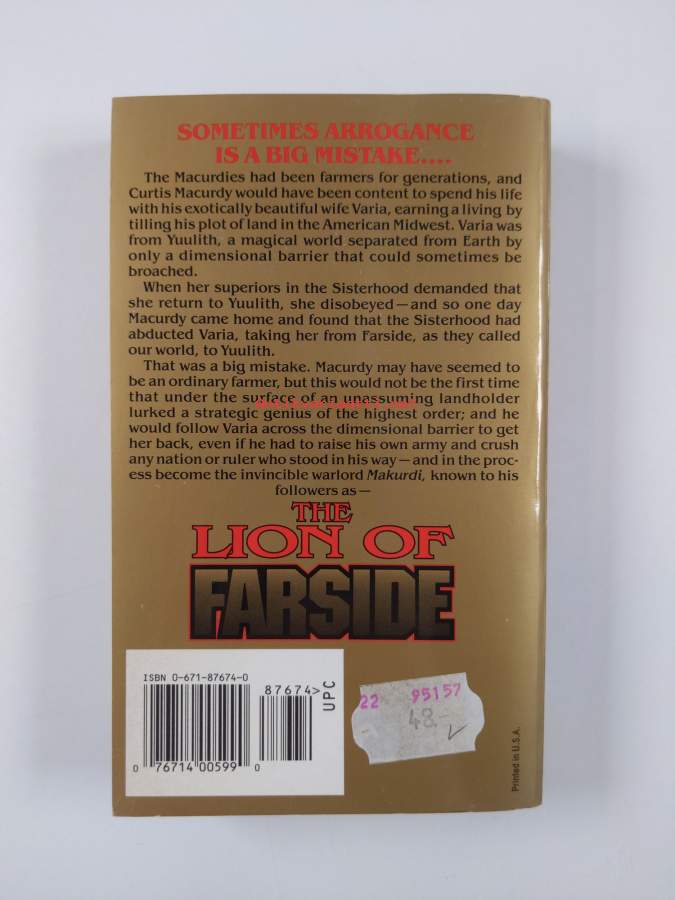 SOMETIMES ARROGANCE
IS A BIG MISTAKE....
The Macurdies had been farmers for generations, and
Curtis Macurdy would have been content to spend his life
with his exotically beautiful wife Varia, earning a living by
tilling his plot of land in the American Midwest. Varia was
from Yuulith, a magical world separated from Earth by
only a dimensional barrier that could sometimes be
broached.
When her superiors in the Sisterhood demanded that
she return to Yuulith, she disobeyed—and so one day
Macurdy came home and found that the Sisterhood had
abducted Varia, taking her from Farside, as they called
our world, to Yuulith.
That was a big mistake. Macurdy may have seemed to
be an ordinary farmer, but this would not be the first time
that under the surface of an unassuming landholder
lurked a strategic genius of the highest order; and he
would follow Varia across the dimensional barrier to get
her back, even if he had to raise his own army and crush
any nation or ruler who stood in his way—and in the proc-
ess become the invincible warlord Makurdi, known to his
followers as—
THE
LION OF
FARSIDE
ISBN 0-671-87674-0
87674>
UPC
0 76714 00599 0
22 95157
48.-
Printed in U.S.A.